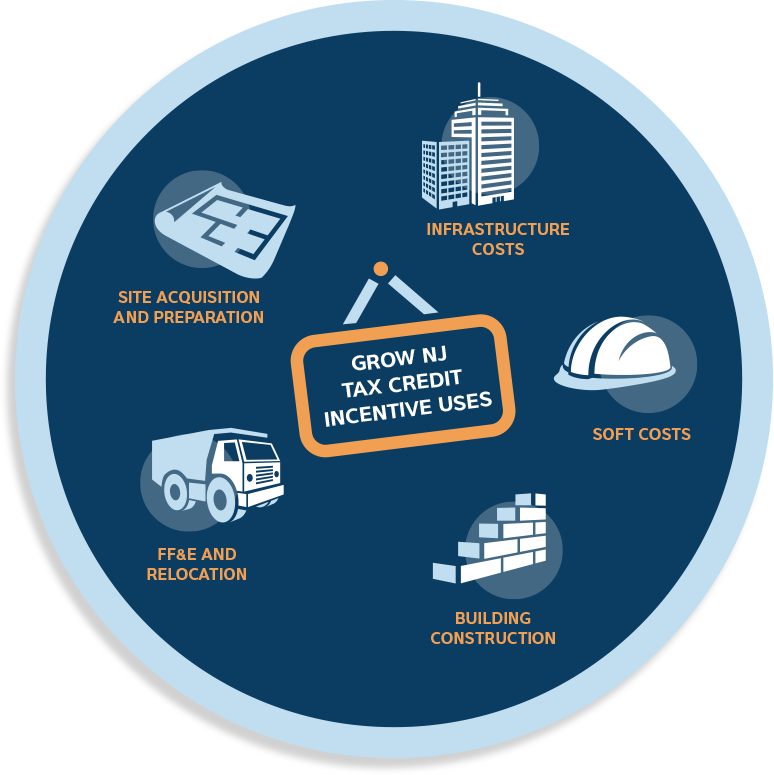 INFRASTRUCTURE
COSTS
SITE ACQUISITION
AND PREPARATION
GROW NJ
TAX CREDIT
INCENTIVE USES
SOFT COSTS
FF&E AND
RELOCATION
BUILDING
CONSTRUCTION